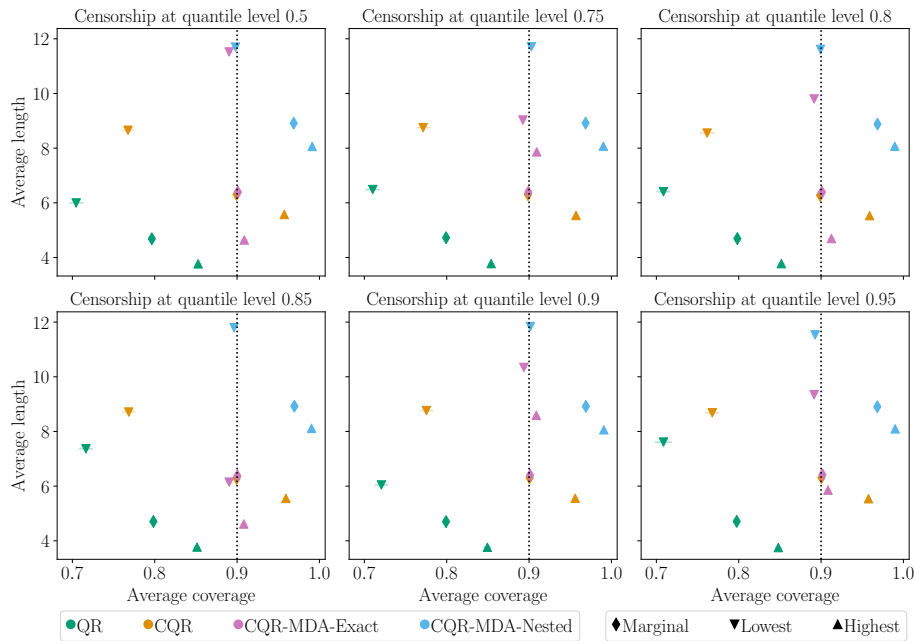 Censorship at quantile level 0.5
Censorship at quantile level 0.75
Censorship at quantile level 0.8
Average length
12
10
8
6
4
Censorship at quantile level 0.85
Censorship at quantile level 0.9
Censorship at quantile level 0.95
Average length
12
10
8
6
4
0.7 0.8 0.9 1.0
0.7 0.8 0.9 1.0
0.7 0.8 0.9 1.0
Average coverage
Average coverage
Average coverage
QR CQR CQR-MDA-Exact CQR-MDA-Nested
Marginal Lowest Highest